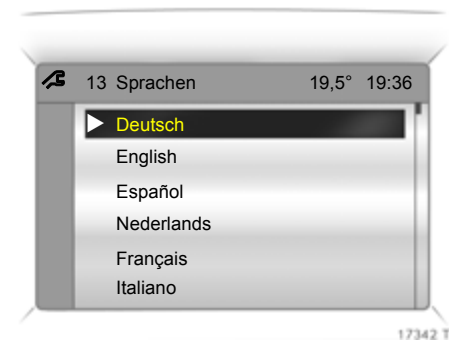 13 Sprachen 19,5° 19:36
Deutsch
English
Español
Nederlands
Français
Italiano
17342 T